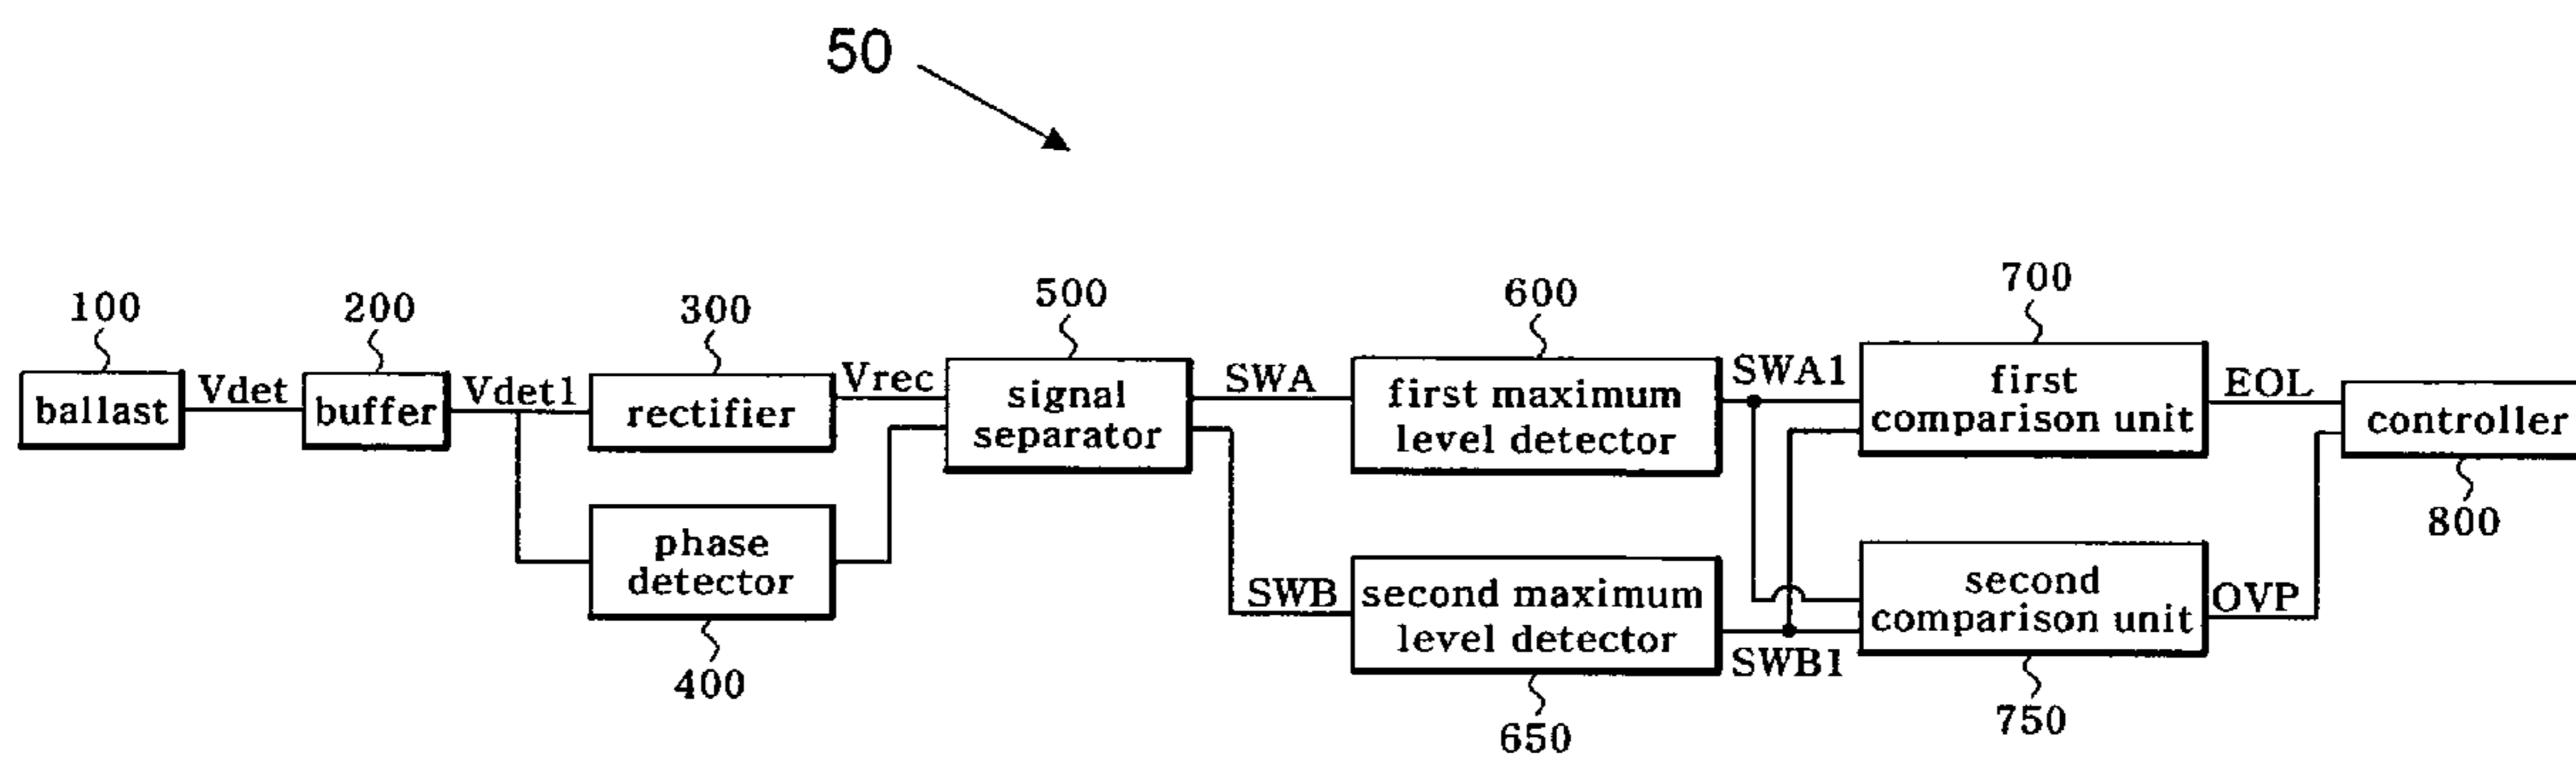 50
100
200
300
500
600
700
ballast
Vdet
buffer
Vdet1
rectifier
Vrec
signal
separator
SWA
first maximum
level detector
SWA1
first
comparison unit
EOL
controller
800
phase
detector
400
SWB
second maximum
level detector
650
SWB1
second
comparison unit
750
OVP